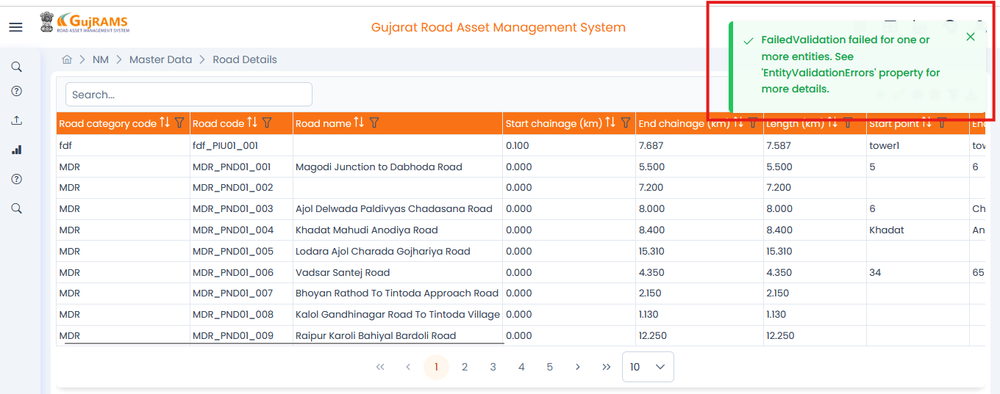 GujRAMS
ROAD ASSET MANAGEMENT SYSTEM
Gujarat Road Asset Management System
FailedValidation failed for one or
more entities. See
'EntityValidationErrors' property for
more details.
NM Master Data Road Details
Search...
Road category code Road code Road name Start chainage (km) End chainage (km) Length (km) Start point En
fdf fdf_PIU01_001 0.100 7.687 7.587 tower1 tow
MDR MDR_PND01_001 Magodi Junction to Dabhoda Road 0.000 5.500 5.500 5 6
MDR MDR_PND01_002 0.000 7.200 7.200
MDR MDR_PND01_003 Ajol Delwada Paldivyas Chadasana Road 0.000 8.000 8.000 6 Ch
MDR MDR_PND01_004 Khadat Mahudi Anodiya Road 0.000 8.400 8.400 Khadat An
MDR MDR_PND01_005 Lodara Ajol Charada Gojhariya Road 0.000 15.310 15.310
MDR MDR_PND01_006 Vadsar Santej Road 0.000 4.350 4.350 34 65
MDR MDR_PND01_007 Bhoyan Rathod To Tintoda Approach Road 0.000 2.150 2.150
MDR MDR_PND01_008 Kalol Gandhinagar Road To Tintoda Village 0.000 1.130 1.130
MDR MDR_PND01_009 Raipur Karoli Bahiyal Bardoli Road 0.000 12.250 12.250
1 2 3 4 5 10